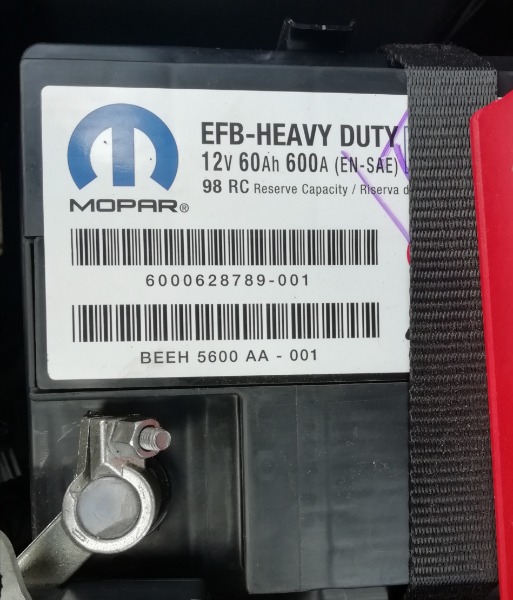 EFB-HEAVY DUTY
12V 60Ah 600A (EN-SAE)
98 RC Reserve Capacity / Riserva d
MOPAR®
6000628789-001
BEEH 5600 AA - 001